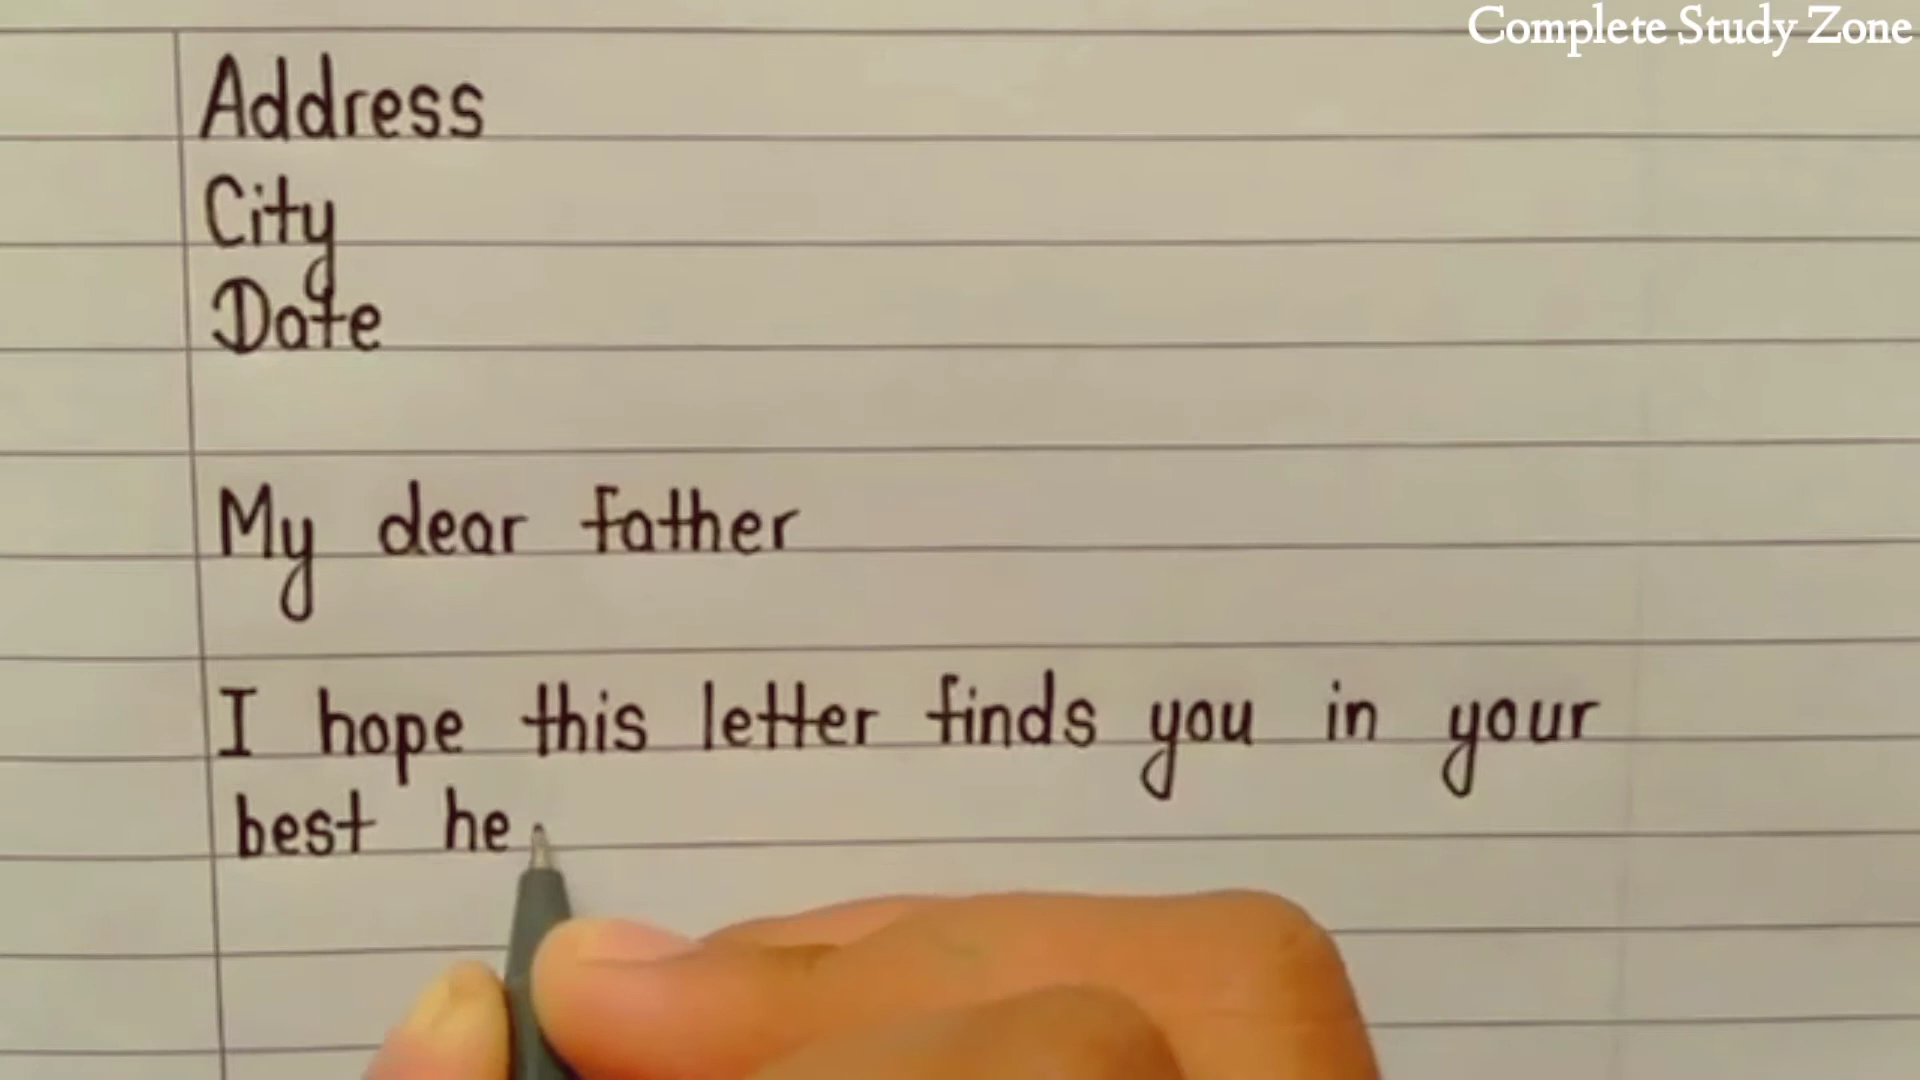 Complete Study Zone
Address
City
Date
My dear father
I hope this letter finds you in your
best he